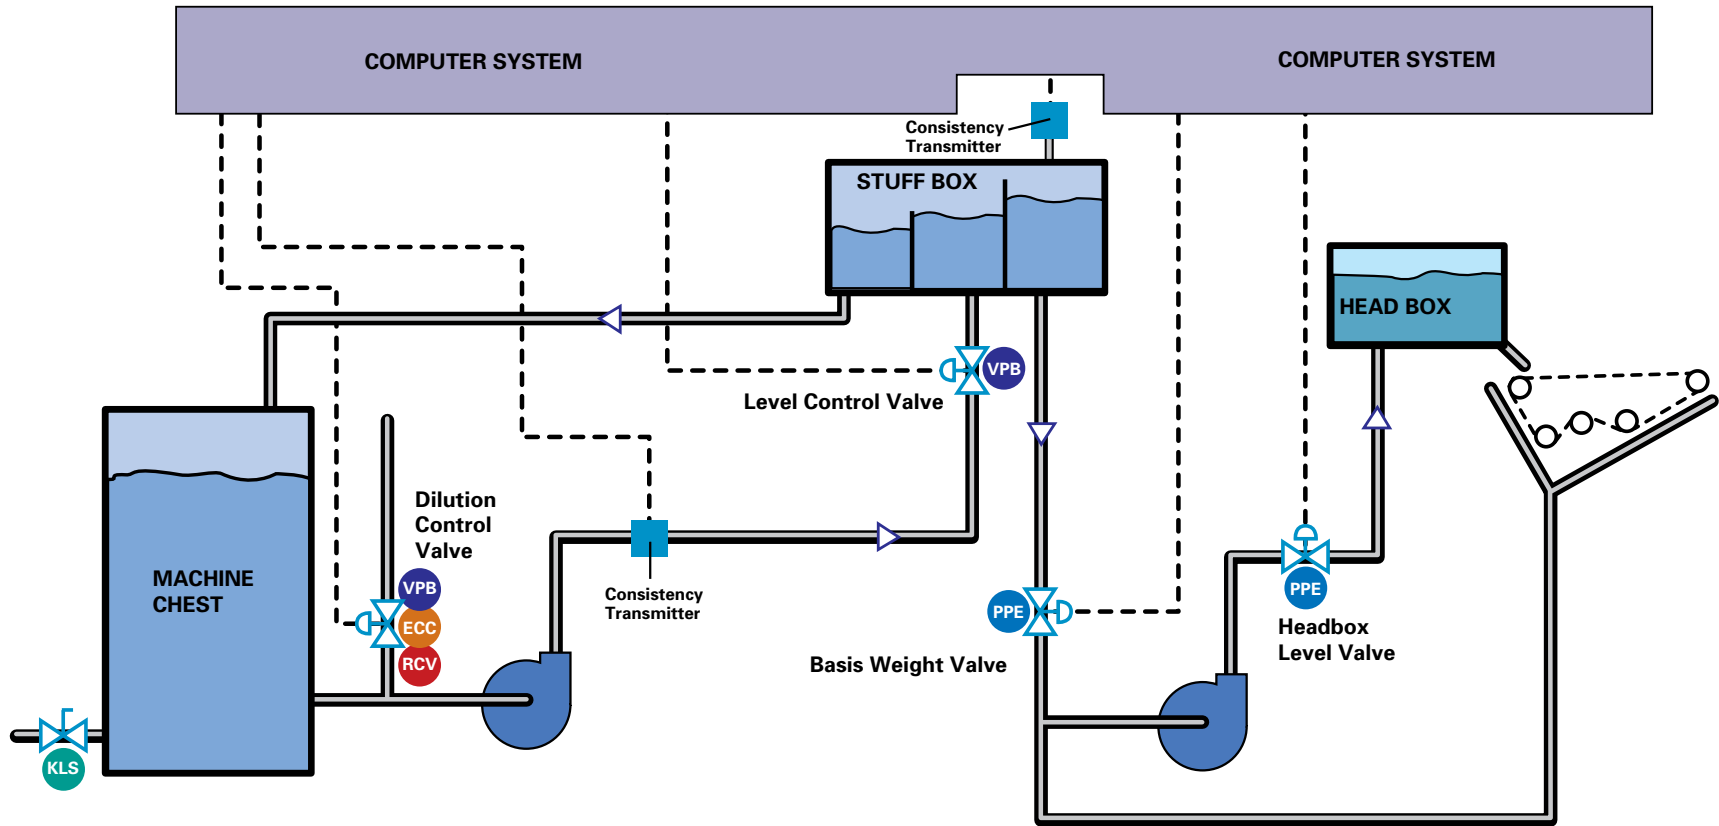 COMPUTER SYSTEM
COMPUTER SYSTEM
Consistency
Transmitter
STUFF BOX
HEAD BOX
VPB
Level Control Valve
Dilution
Control
Valve
MACHINE
CHEST
VPB
ECC
RCV
Consistency
Transmitter
PPE
Basis Weight Valve
PPE
Headbox
Level Valve
KLS